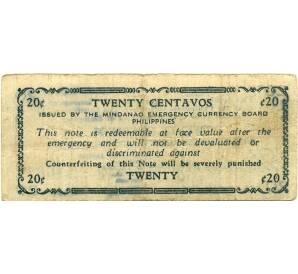 20¢ TWENTY CENTAVOS ¢20
ISSUED BY THE MINDANAO EMERGENCY CURRENCY BOARD
PHILIPPINES
This note is redeemable at face value after the
emergency and will not be devaluated or
discriminated against
Counterfeiting of this Note will be severely punished
20¢ TWENTY ¢20